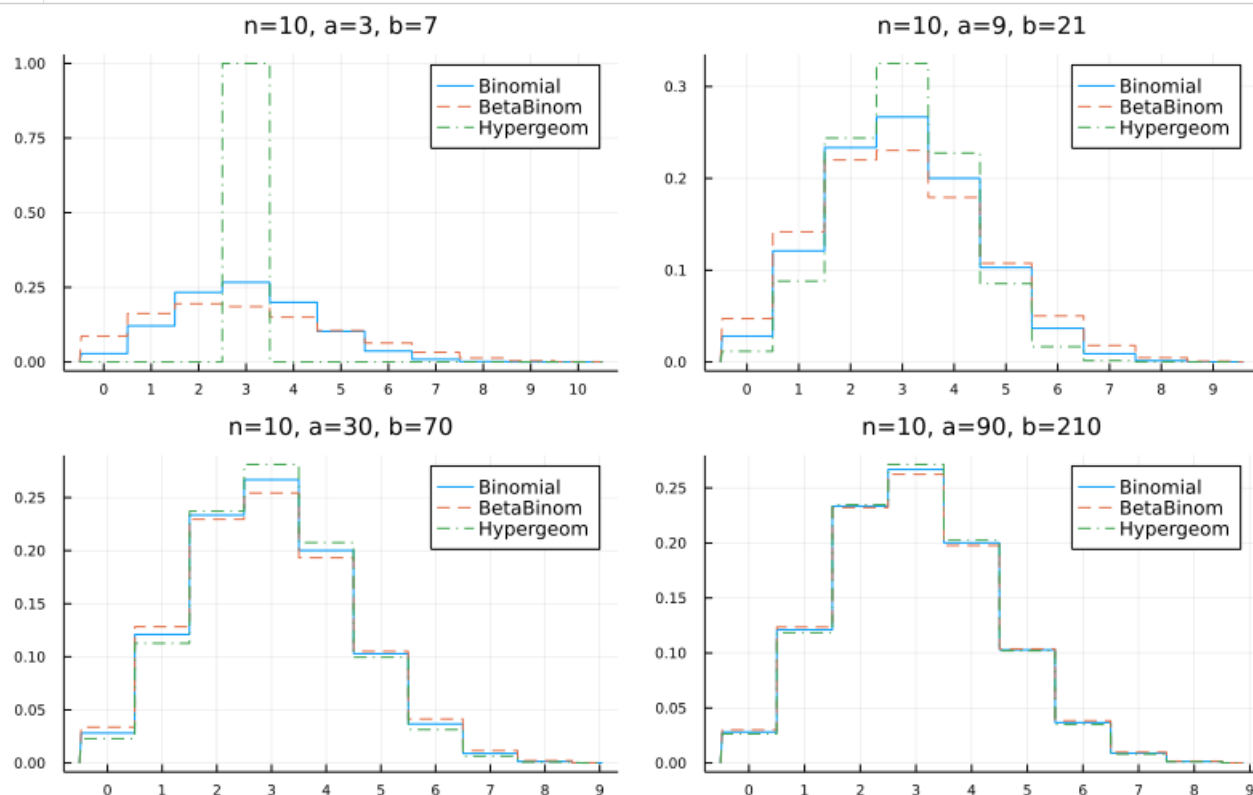 n=10, a=3, b=7
1.00
0.75
0.50
0.25
0.00
Binomial
BetaBinom
Hypergeom
0 1 2 3 4 5 6 7 8 9 10
n=10, a=9, b=21
0.3
0.2
0.1
0.0
Binomial
BetaBinom
Hypergeom
0 1 2 3 4 5 6 7 8 9
n=10, a=30, b=70
0.25
0.20
0.15
0.10
0.05
0.00
Binomial
BetaBinom
Hypergeom
0 1 2 3 4 5 6 7 8 9
n=10, a=90, b=210
0.25
0.20
0.15
0.10
0.05
0.00
Binomial
BetaBinom
Hypergeom
0 1 2 3 4 5 6 7 8 9